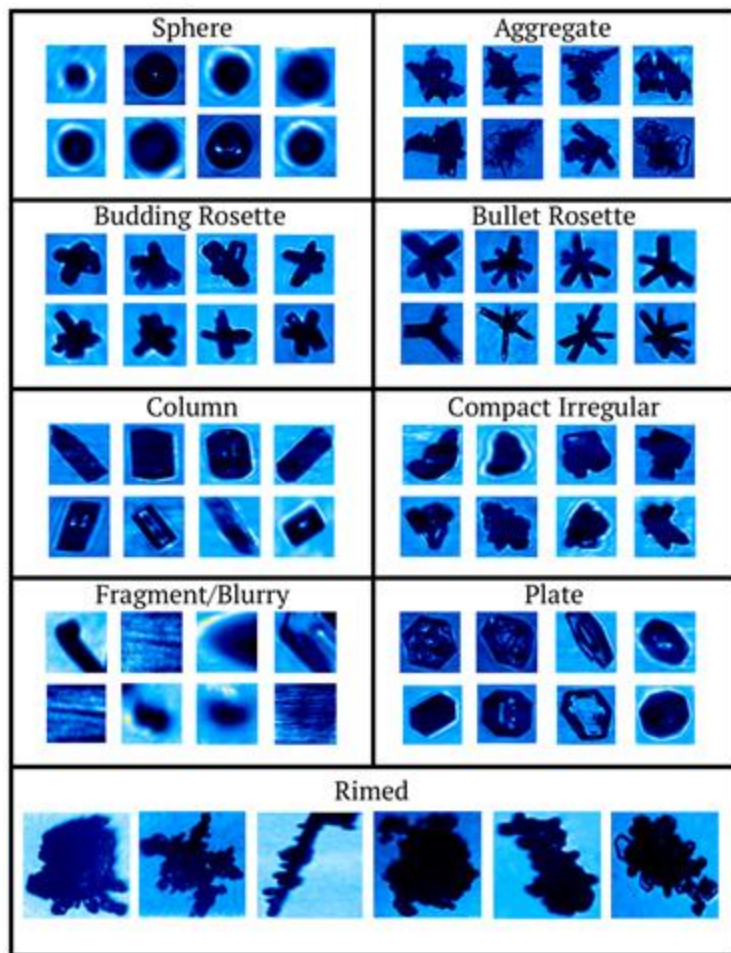 Sphere
Aggregate
Budding Rosette
Bullet Rosette
Column
Compact Irregular
Fragment/Blurry
Plate
Rimed